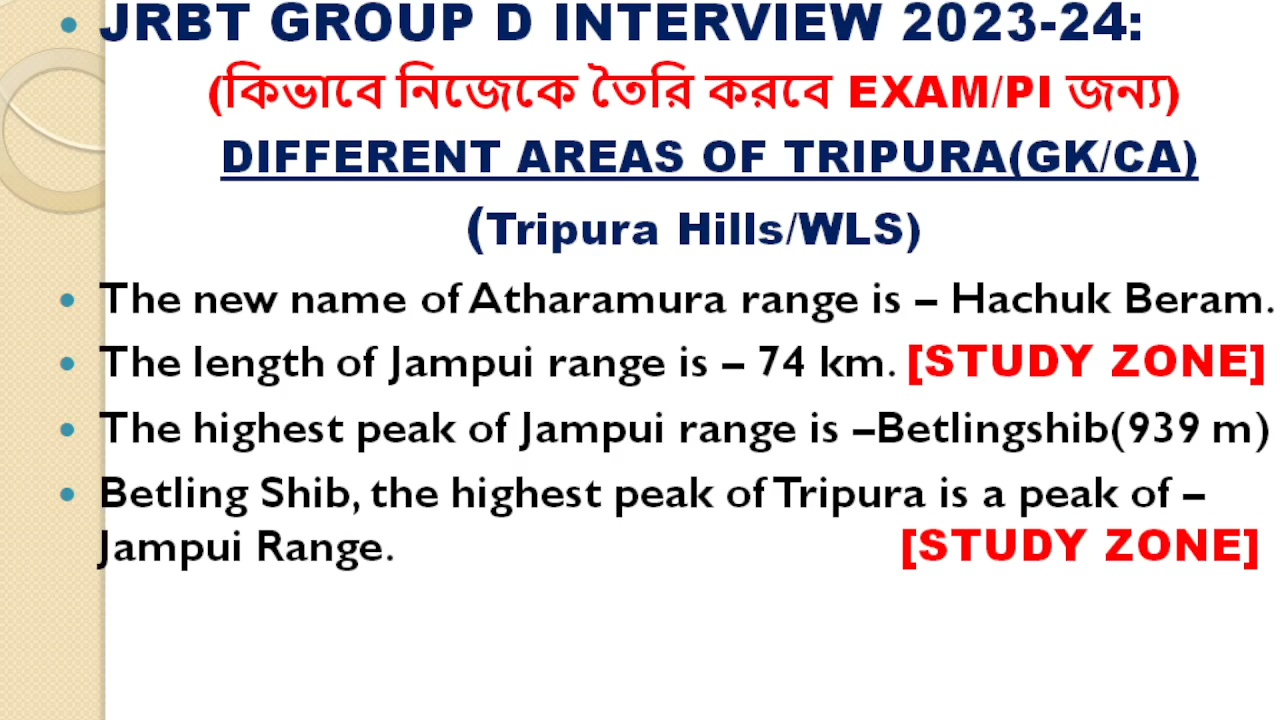 • JRBT GROUP D INTERVIEW 2023-24:
(কিভাবে নিজেকে তৈরি করবে EXAM/PI জন্য)
DIFFERENT AREAS OF TRIPURA(GK/CA)
(Tripura Hills/WLS)
• The new name of Atharamura range is – Hachuk Beram.
• The length of Jampui range is – 74 km. [STUDY ZONE]
• The highest peak of Jampui range is –Betlingshib(939 m)
• Betling Shib, the highest peak of Tripura is a peak of –
Jampui Range. [STUDY ZONE]